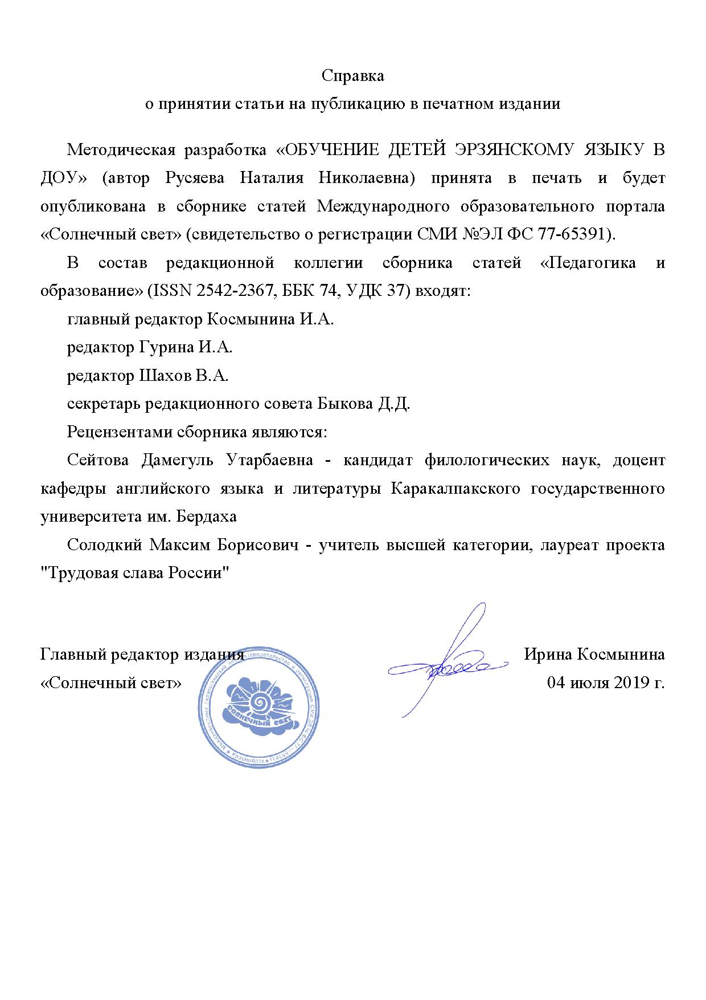 Справка
о принятии статьи на публикацию в печатном издании
Методическая разработка «ОБУЧЕНИЕ ДЕТЕЙ ЭРЗЯНСКОМУ ЯЗЫКУ В
ДОУ» (автор Русяева Наталия Николаевна) принята в печать и будет
опубликована в сборнике статей Международного образовательного портала
«Солнечный свет» (свидетельство о регистрации СМИ №ЭЛ ФС 77-65391).
В состав редакционной коллегии сборника статей «Педагогика и
образование» (ISSN 2542-2367, ББК 74, УДК 37) входят:
главный редактор Космынина И.А.
редактор Гурина И.А.
редактор Шахов В.А.
секретарь редакционного совета Быкова Д.Д.
Рецензентами сборника являются:
Сейтова Дамегуль Утарбаевна - кандидат филологических наук, доцент
кафедры английского языка и литературы Каракалпакского государственного
университета им. Бердаха
Солодкий Максим Борисович - учитель высшей категории, лауреат проекта
"Трудовая слава России"
Главный редактор издания
Ирина Космынина
«Солнечный свет»
04 июля 2019 г.
Международный педагогический портал (свидетельство о регистрации СМИ ЭЛ № ФС 77—65391) ★ Красноярск ★
СОЛНЕЧНЫЙ СВЕТ